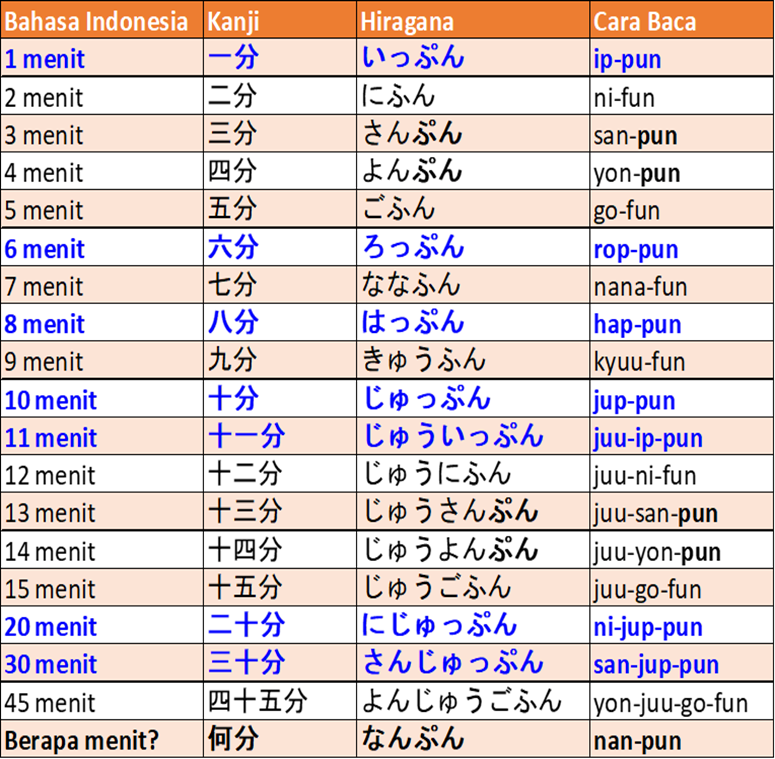 Bahasa Indonesia Kanji Hiragana Cara Baca
1 menit 一分 いっぷん ip-pun
2 menit 二分 にふん ni-fun
3 menit 三分 さんぷん san-pun
4 menit 四分 よんぷん yon-pun
5 menit 五分 ごふん go-fun
6 menit 六分 ろっぷん rop-pun
7 menit 七分 ななふん nana-fun
8 menit 八分 はっぷん hap-pun
9 menit 九分 きゅうふん kyuu-fun
10 menit 十分 じゅっぷん jup-pun
11 menit 十一分 じゅういっぷん juu-ip-pun
12 menit 十二分 じゅうにふん juu-ni-fun
13 menit 十三分 じゅうさんぷん juu-san-pun
14 menit 十四分 じゅうよんぷん juu-yon-pun
15 menit 十五分 じゅうごふん juu-go-fun
20 menit 二十分 にじゅっぷん ni-jup-pun
30 menit 三十分 さんじゅっぷん san-jup-pun
45 menit 四十五分 よんじゅうごふん yon-juu-go-fun
Berapa menit? 何分 なんぷん nan-pun